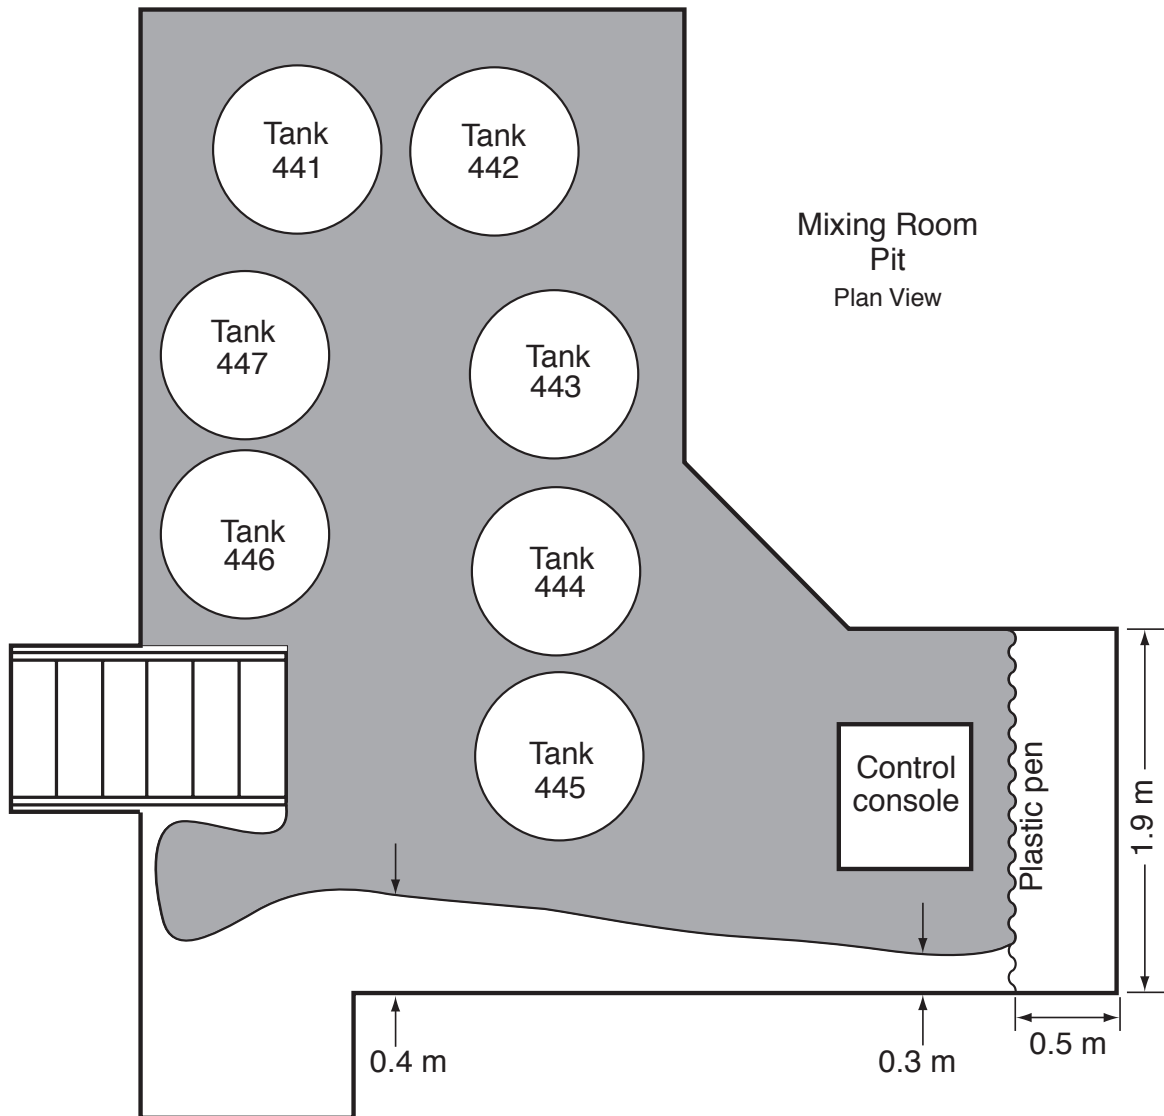 Tank
441
Tank
442
Mixing Room
Pit
Plan View
Tank
447
Tank
443
Tank
446
Tank
444
Tank
445
Control
console
Plastic pen
1.9 m
0.4 m
0.3 m
0.5 m